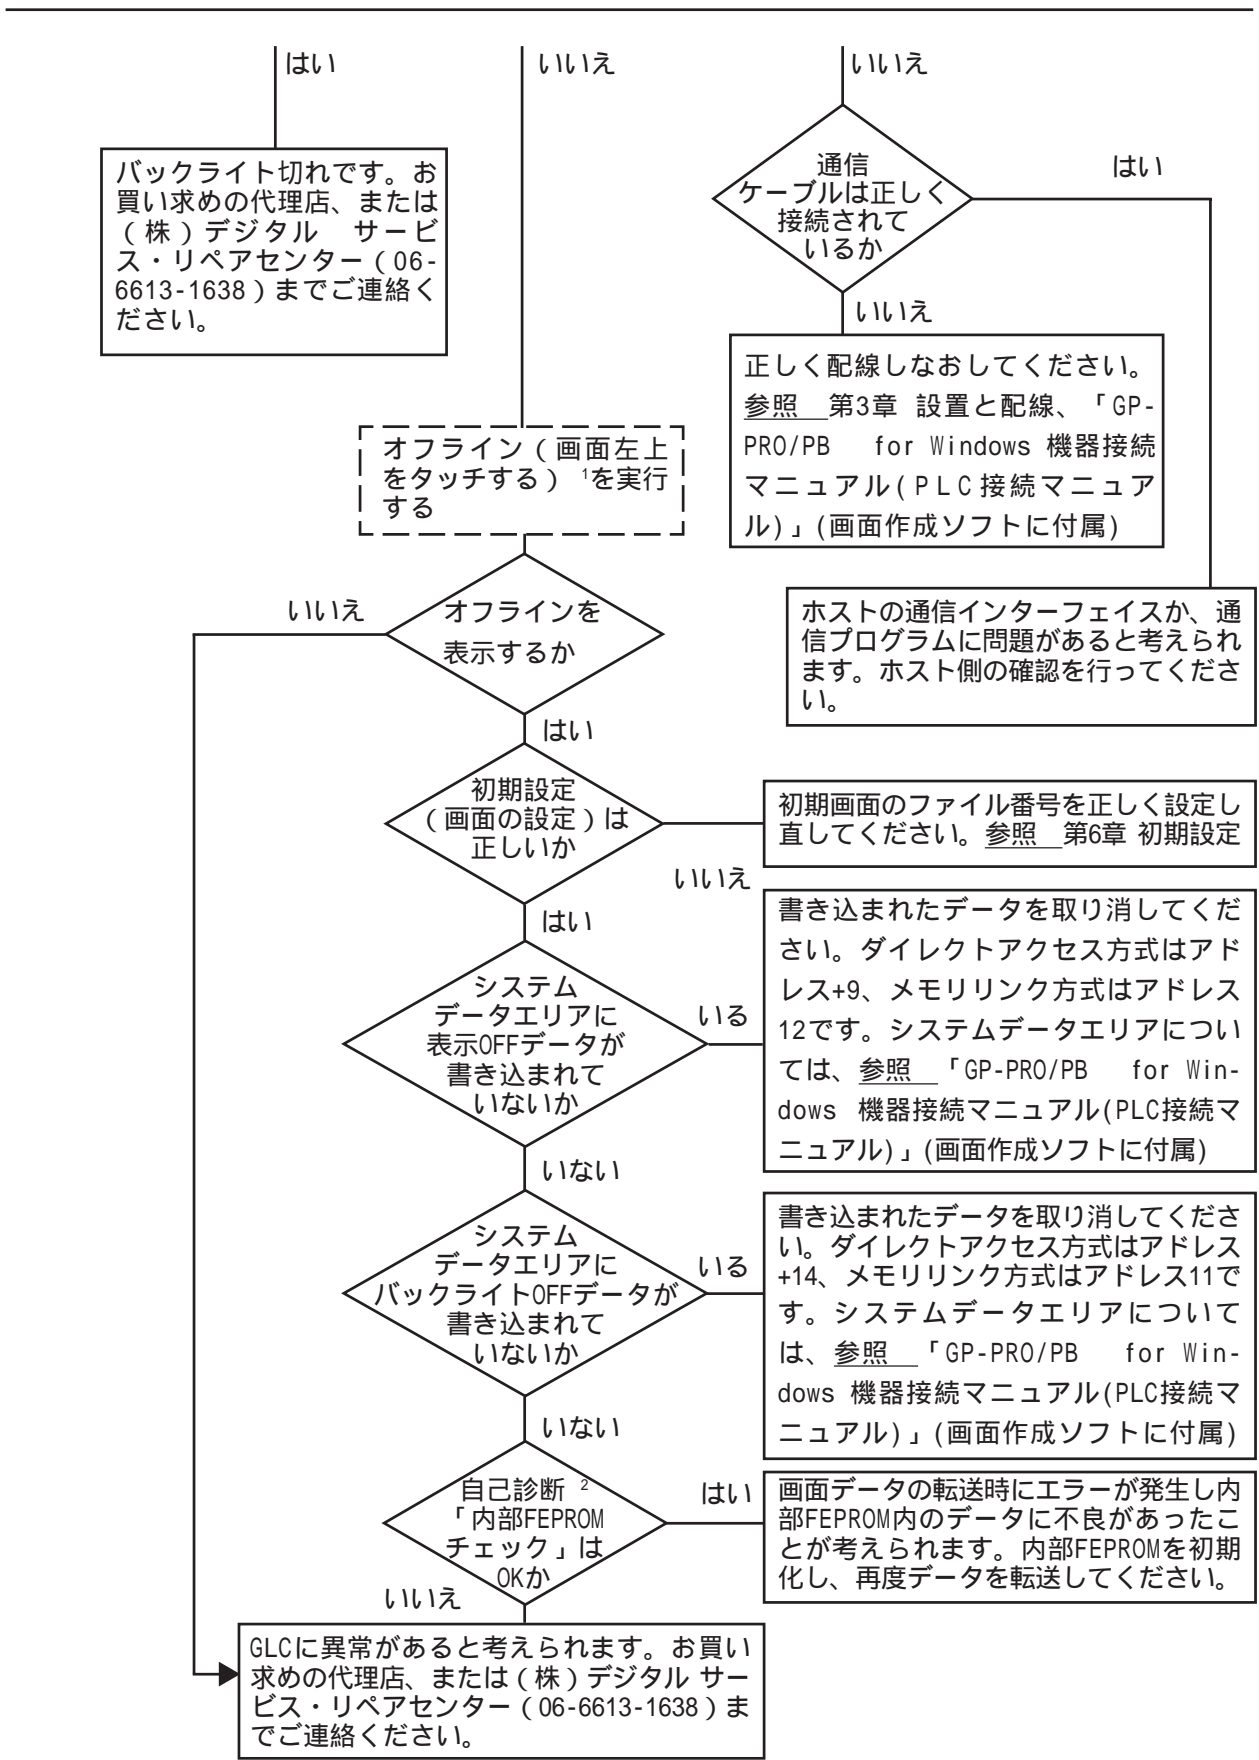 はい
いいえ
いいえ
バックライト切れです。お
買い求めの代理店、または
(株)デジタル サービ
ス・リペアセンター(06-
6613-1638)までご連絡く
ださい。
通信
ケーブルは正しく
接続されて
いるか
はい
いいえ
正しく配線しなおしてください。
参照 第3章 設置と配線、「GP-
PRO/PB for Windows 機器接続
マニュアル(PLC接続マニュア
ル)」(画面作成ソフトに付属)
オフライン(画面左上
をタッチする) 1を実行
する
オフラインを
表示するか
いいえ
はい
ホストの通信インターフェイスか、通
信プログラムに問題があると考えられ
ます。ホスト側の確認を行ってくださ
い。
初期設定
(画面の設定)は
正しいか
いいえ
はい
初期画面のファイル番号を正しく設定し
直してください。参照 第6章 初期設定
システム
データエリアに
表示OFFデータが
書き込まれて
いないか
いる
いない
書き込まれたデータを取り消してくだ
さい。ダイレクトアクセス方式はアド
レス+9、メモリリンク方式はアドレス
12です。システムデータエリアについ
ては、参照 「GP-PRO/PB for Win-
dows 機器接続マニュアル(PLC接続マ
ニュアル)」(画面作成ソフトに付属)
システム
データエリアに
バックライトOFFデータが
書き込まれて
いないか
いる
いない
書き込まれたデータを取り消してくださ
い。ダイレクトアクセス方式はアドレス
+14、メモリリンク方式はアドレス11で
す。システムデータエリアについて
は、参照 「GP-PRO/PB for Win-
dows 機器接続マニュアル(PLC接続マ
ニュアル)」(画面作成ソフトに付属)
自己診断 2
「内部FEPROM
チェック」は
OKか
はい
いいえ
画面データの転送時にエラーが発生し内
部FEPROM内のデータに不良があったこ
とが考えられます。内部FEPROMを初期
化し、再度データを転送してください。
GLCに異常があると考えられます。お買い
求めの代理店、または(株)デジタル サー
ビス・リペアセンター(06-6613-1638)ま
でご連絡ください。